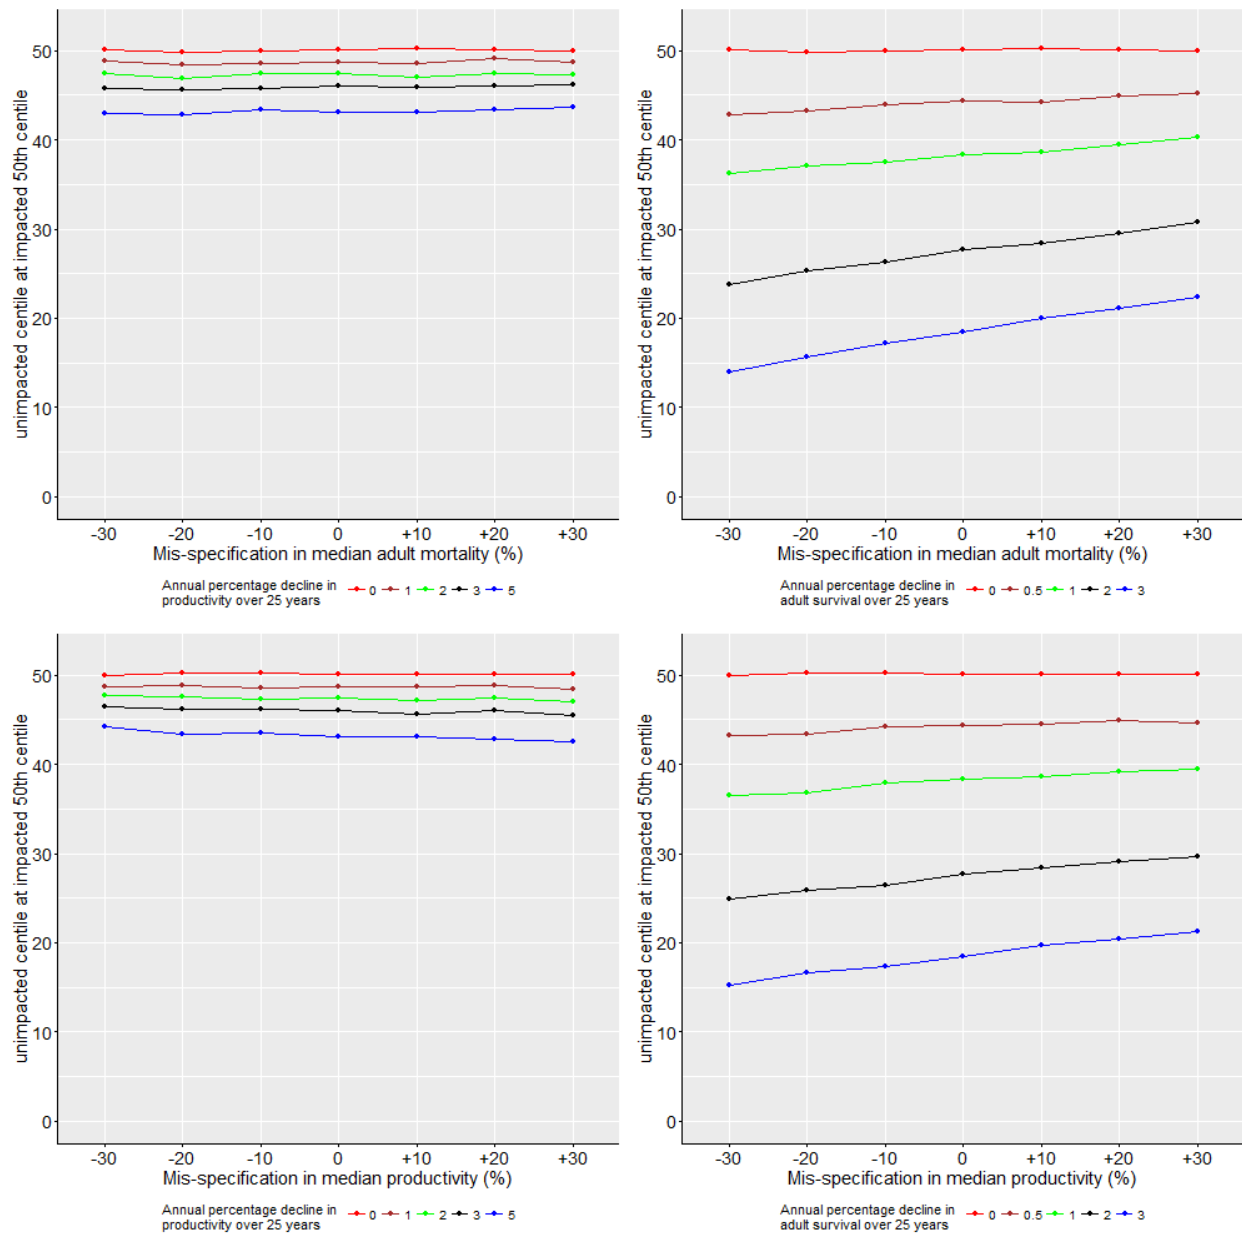 unimpacted centile at impacted 50th centile
50
40
30
20
10
0
-30 -20 -10 0 +10 +20 +30
Mis-specification in median adult mortality (%)
Annual percentage decline in
productivity over 25 years
0 1 2 3 5
unimpacted centile at impacted 50th centile
50
40
30
20
10
0
-30 -20 -10 0 +10 +20 +30
Mis-specification in median adult mortality (%)
Annual percentage decline in
adult survival over 25 years
0 0.5 1 2 3
unimpacted centile at impacted 50th centile
50
40
30
20
10
0
-30 -20 -10 0 +10 +20 +30
Mis-specification in median productivity (%)
Annual percentage decline in
productivity over 25 years
0 1 2 3 5
unimpacted centile at impacted 50th centile
50
40
30
20
10
0
-30 -20 -10 0 +10 +20 +30
Mis-specification in median productivity (%)
Annual percentage decline in
adult survival over 25 years
0 0.5 1 2 3